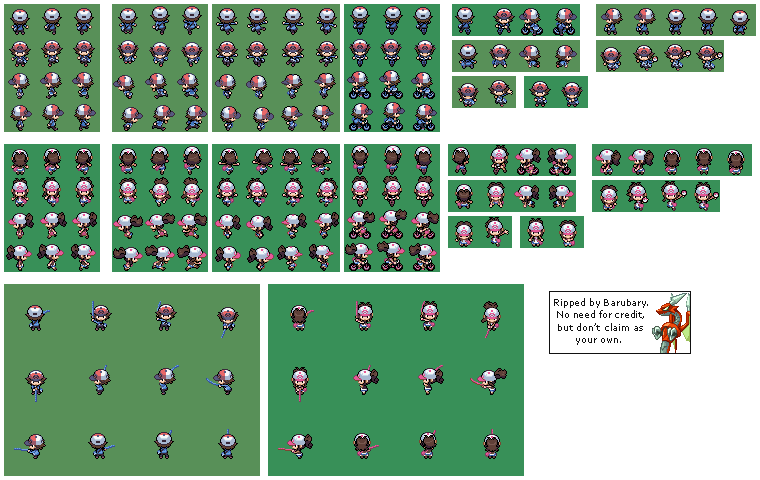 Ripped by Barubary.
No need for credit,
but don't claim as
your own.